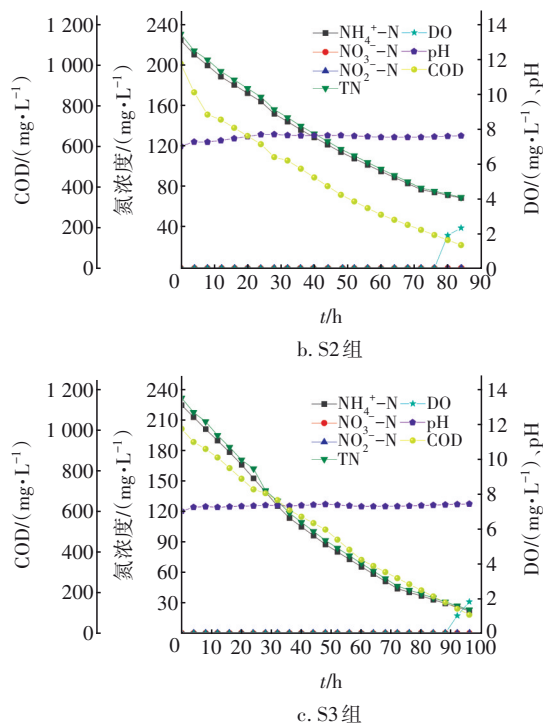 NH₄⁺−N
NO₃⁻−N
NO₂⁻−N
TN
DO
pH
COD
COD/(mg·L⁻¹)
1 200
1 000
800
600
400
200
0
氮浓度/(mg·L⁻¹)
240
200
160
120
80
40
DO/(mg·L⁻¹)、pH
14
12
10
8
6
4
2
0
0 10 20 30 40 50 60 70 80 90
t/h
b. S2组
NH₄⁺−N
NO₃⁻−N
NO₂⁻−N
TN
DO
pH
COD
COD/(mg·L⁻¹)
1 200
1 000
800
600
400
200
0
氮浓度/(mg·L⁻¹)
240
210
180
150
120
90
60
30
DO/(mg·L⁻¹)、pH
14
12
10
8
6
4
2
0
0 10 20 30 40 50 60 70 80 90 100
t/h
c. S3组